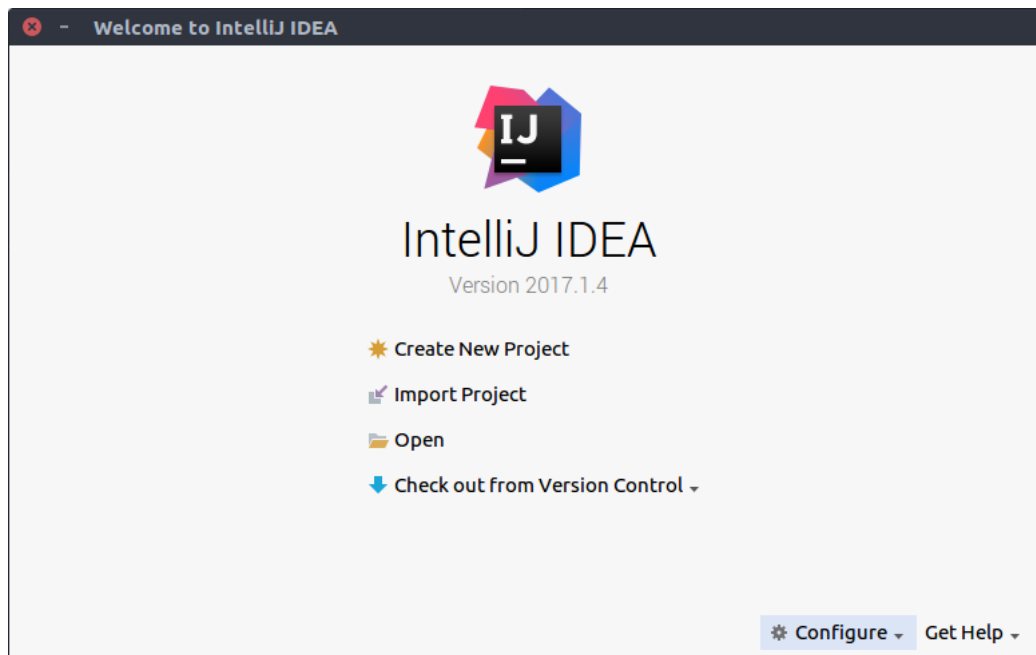 Welcome to IntelliJ IDEA
IJ
IntelliJ IDEA
Version 2017.1.4
Create New Project
Import Project
Open
Check out from Version Control
Configure Get Help